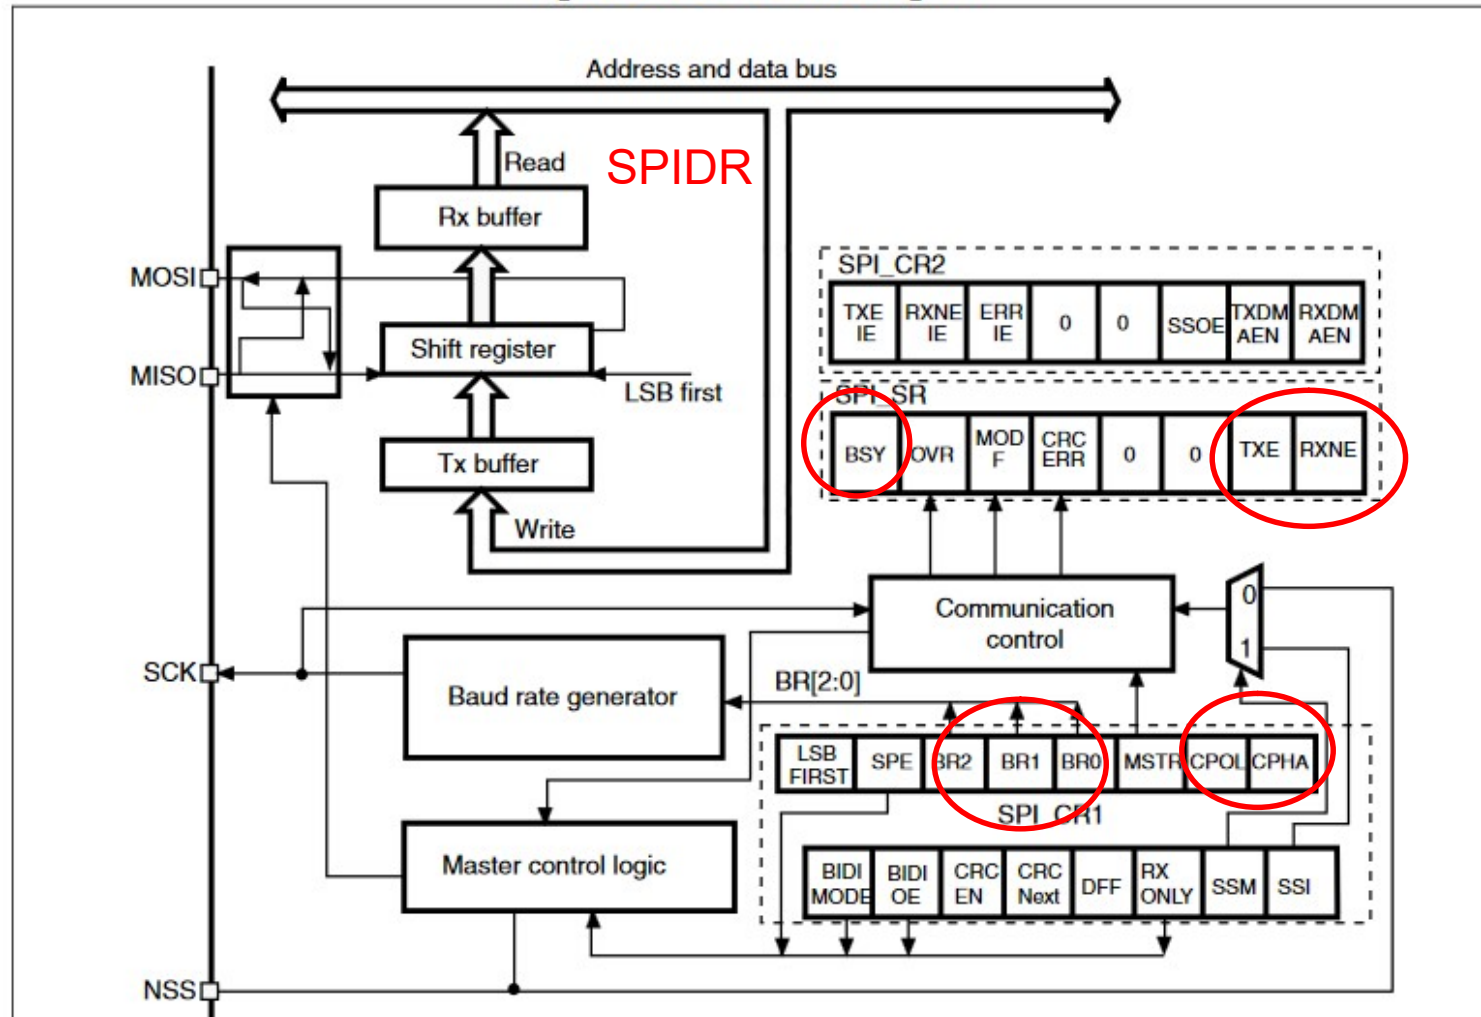 Address and data bus
Read
SPIDR
Rx buffer
MOSI
Shift register
MISO
LSB first
Tx buffer
Write
SPI_CR2
TXE IE
RXNE IE
ERR IE
0
0
SSOE
TXDM AEN
RXDM AEN
SPI_SR
BSY
OVR
MOD F
CRC ERR
0
0
TXE
RXNE
Communication
control
0
1
SCK
Baud rate generator
BR[2:0]
LSB FIRST
SPE
BR2
BR1
BR0
MSTR
CPOL
CPHA
SPI_CR1
Master control logic
BIDI MODE
BIDI OE
CRC EN
CRC Next
DFF
RX ONLY
SSM
SSI
NSS